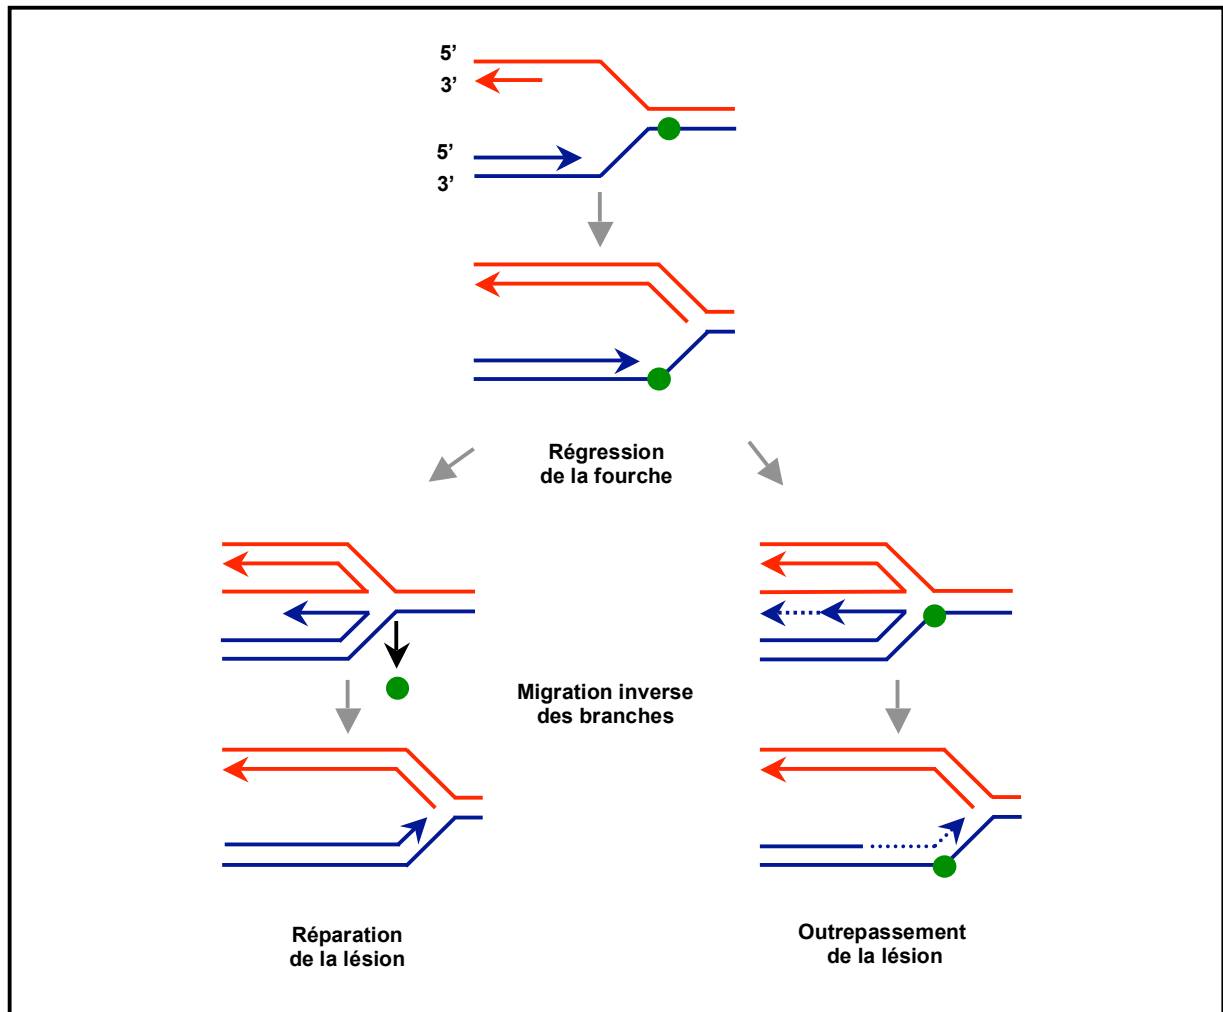 5’
3’
5’
3’
Régression
de la fourche
Migration inverse
des branches
Réparation
de la lésion
Outrepassement
de la lésion